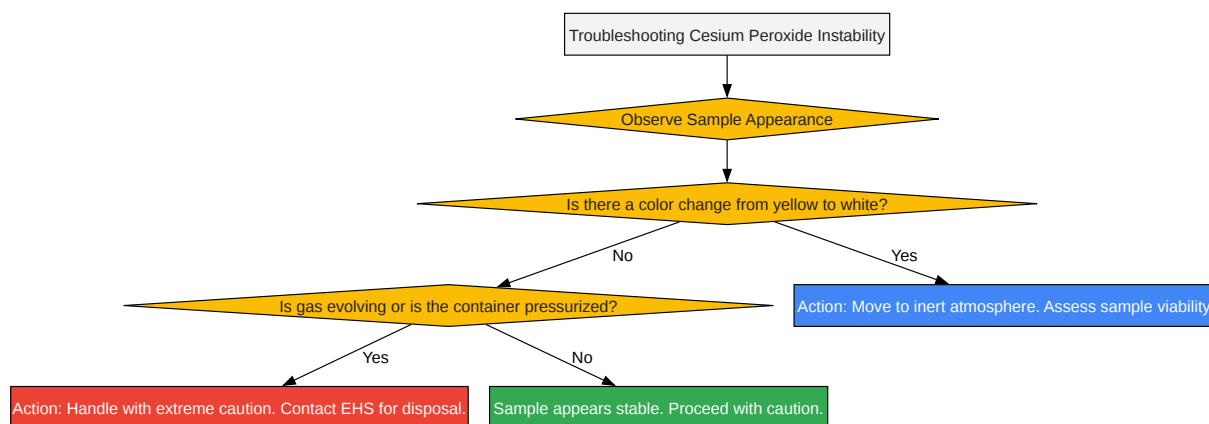 Troubleshooting Cesium Peroxide Instability
Observe Sample Appearance
Is there a color change from yellow to white?
No
Yes
Is gas evolving or is the container pressurized?
Action: Move to inert atmosphere. Assess sample viability
Yes
No
Action: Handle with extreme caution. Contact EHS for disposal.
Sample appears stable. Proceed with caution.